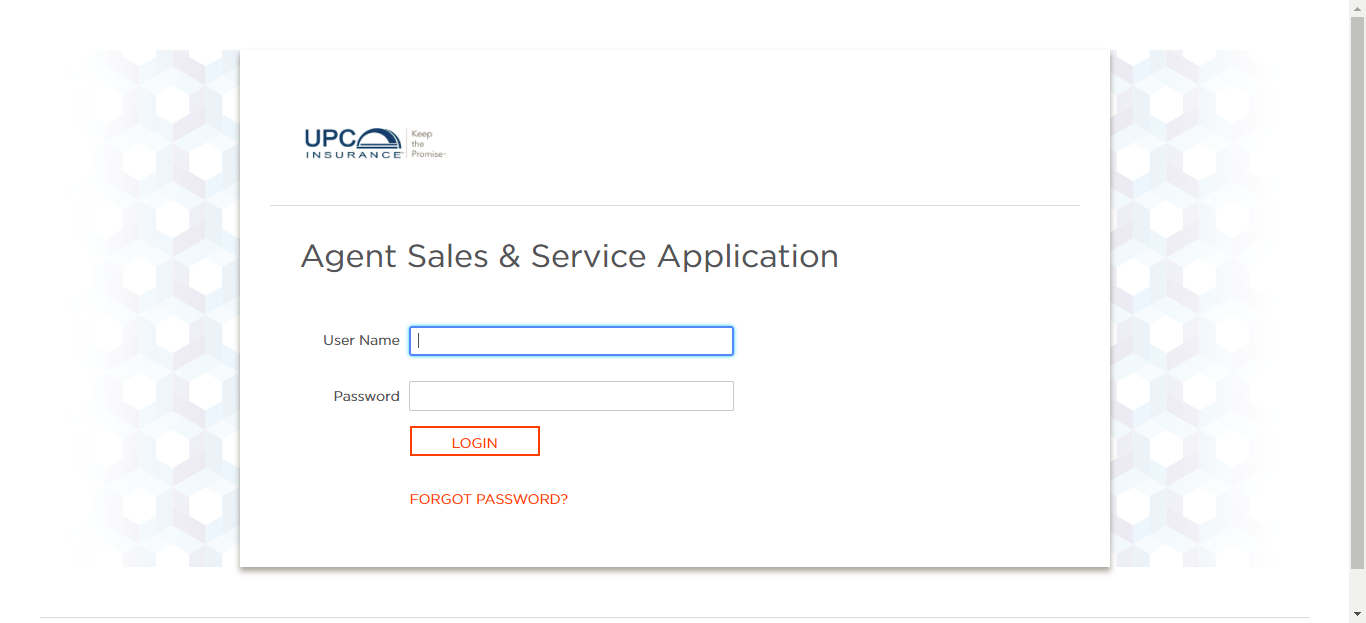 UPC
INSURANCE
Keep
the
Promise
Agent Sales & Service Application
User Name
Password
LOGIN
FORGOT PASSWORD?